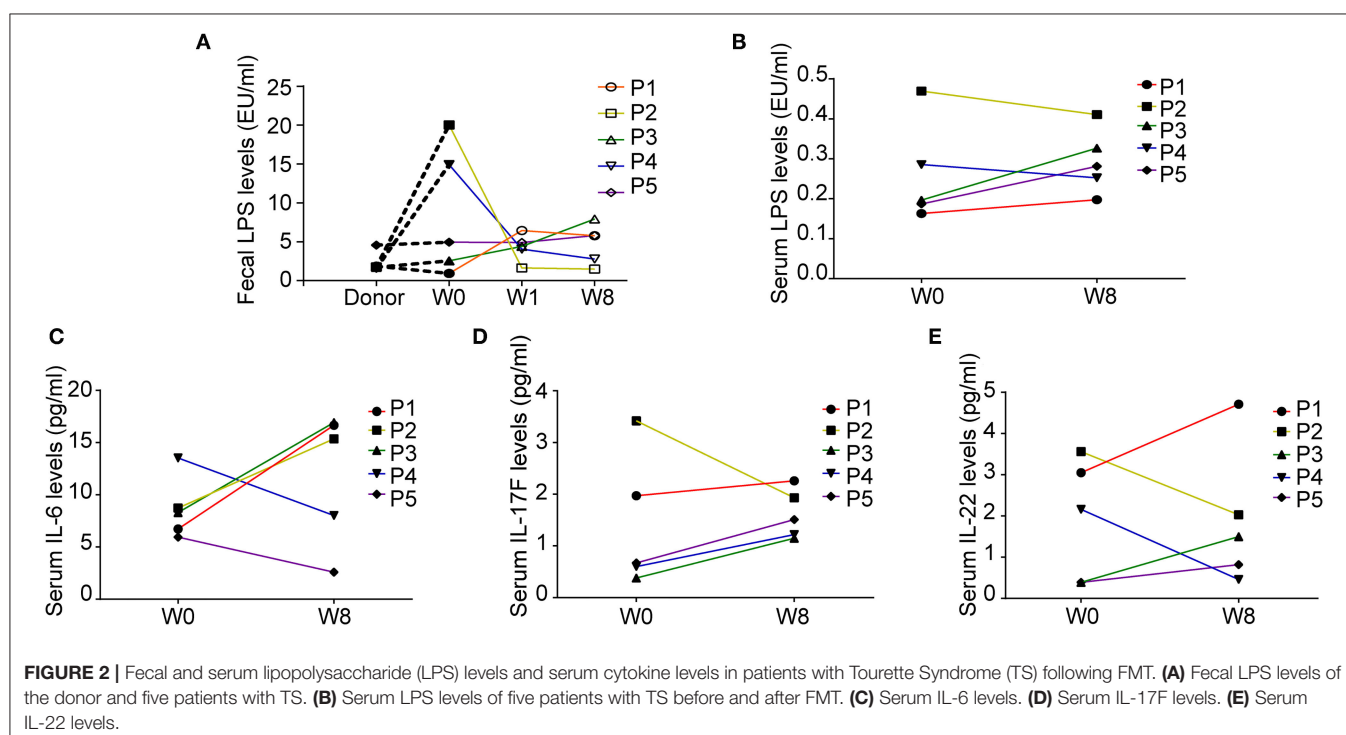 A
Fecal LPS levels (EU/ml)
25
20
15
10
5
0
Donor W0 W1 W8
P1
P2
P3
P4
P5
B
Serum LPS levels (EU/ml)
0.5
0.4
0.3
0.2
0.1
0.0
W0 W8
P1
P2
P3
P4
P5
C
Serum IL-6 levels (pg/ml)
20
15
10
5
0
W0 W8
P1
P2
P3
P4
P5
D
Serum IL-17F levels (pg/ml)
4
3
2
1
0
W0 W8
P1
P2
P3
P4
P5
E
Serum IL-22 levels (pg/ml)
5
4
3
2
1
0
W0 W8
P1
P2
P3
P4
P5
FIGURE 2 | Fecal and serum lipopolysaccharide (LPS) levels and serum cytokine levels in patients with Tourette Syndrome (TS) following FMT. (A) Fecal LPS levels of
the donor and five patients with TS. (B) Serum LPS levels of five patients with TS before and after FMT. (C) Serum IL-6 levels. (D) Serum IL-17F levels. (E) Serum
IL-22 levels.